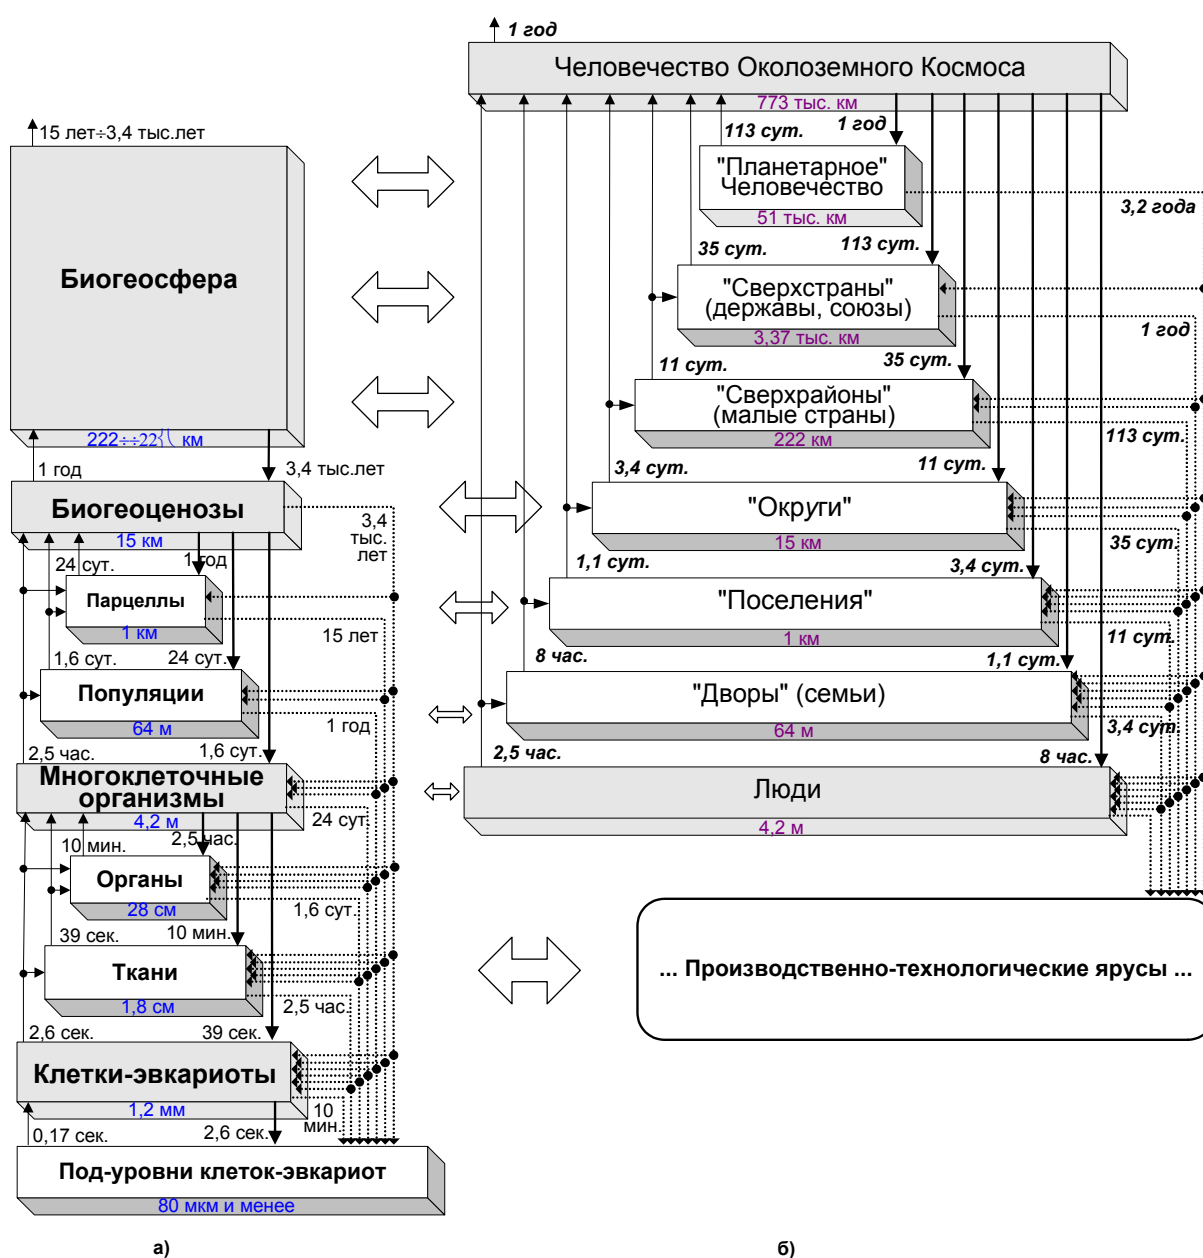 1 год
Человечество Околоземного Космоса
773 тыс. км
15 лет÷3,4 тыс.лет
113 сут.
1 год
"Планетарное"
Человечество
51 тыс. км
3,2 года
Биогеосфера
35 сут.
113 сут.
"Сверхстраны"
(державы, союзы)
3,37 тыс. км
1 год
11 сут.
35 сут.
"Сверхрайоны"
(малые страны)
222 км
113 сут.
222÷÷22 км
1 год
3,4 тыс.лет
3,4 сут.
11 сут.
Биогеоценозы
15 км
3,4
тыс.
лет
"Округи"
15 км
35 сут.
24 сут.
1 год
1,1 сут.
3,4 сут.
Парцеллы
1 км
15 лет
"Поселения"
1 км
11 сут.
1,6 сут.
24 сут.
8 час.
1,1 сут.
Популяции
64 м
1 год
"Дворы" (семьи)
64 м
3,4 сут.
2,5 час.
1,6 сут.
2,5 час.
8 час.
Многоклеточные
организмы
4,2 м
24 сут.
Люди
4,2 м
10 мин.
2,5 час.
Органы
28 см
1,6 сут.
39 сек.
10 мин.
Ткани
1,8 см
2,5 час.
... Производственно-технологические ярусы ...
2,6 сек.
39 сек.
Клетки-эвкариоты
1,2 мм
10
мин.
0,17 сек.
2,6 сек.
Под-уровни клеток-эвкариот
80 мкм и менее
а)
б)